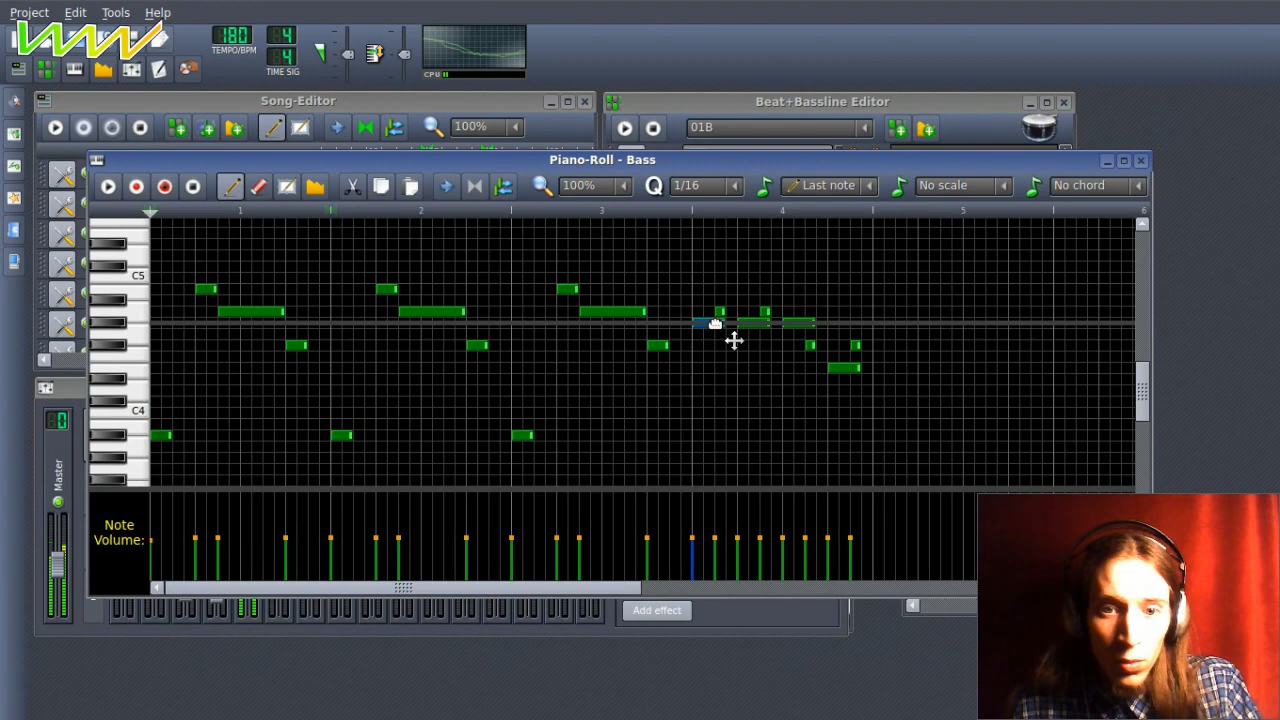 Project Edit Tools Help
180 4
TEMPO/BPM 4
TIME SIG
CPU
Song-Editor
Beat+Bassline Editor
100%
01B
Piano-Roll - Bass
100% Q 1/16 Last note No scale No chord
1 2 3 4 5 6
C5
C4
0
Master
Note
Volume:
Add effect